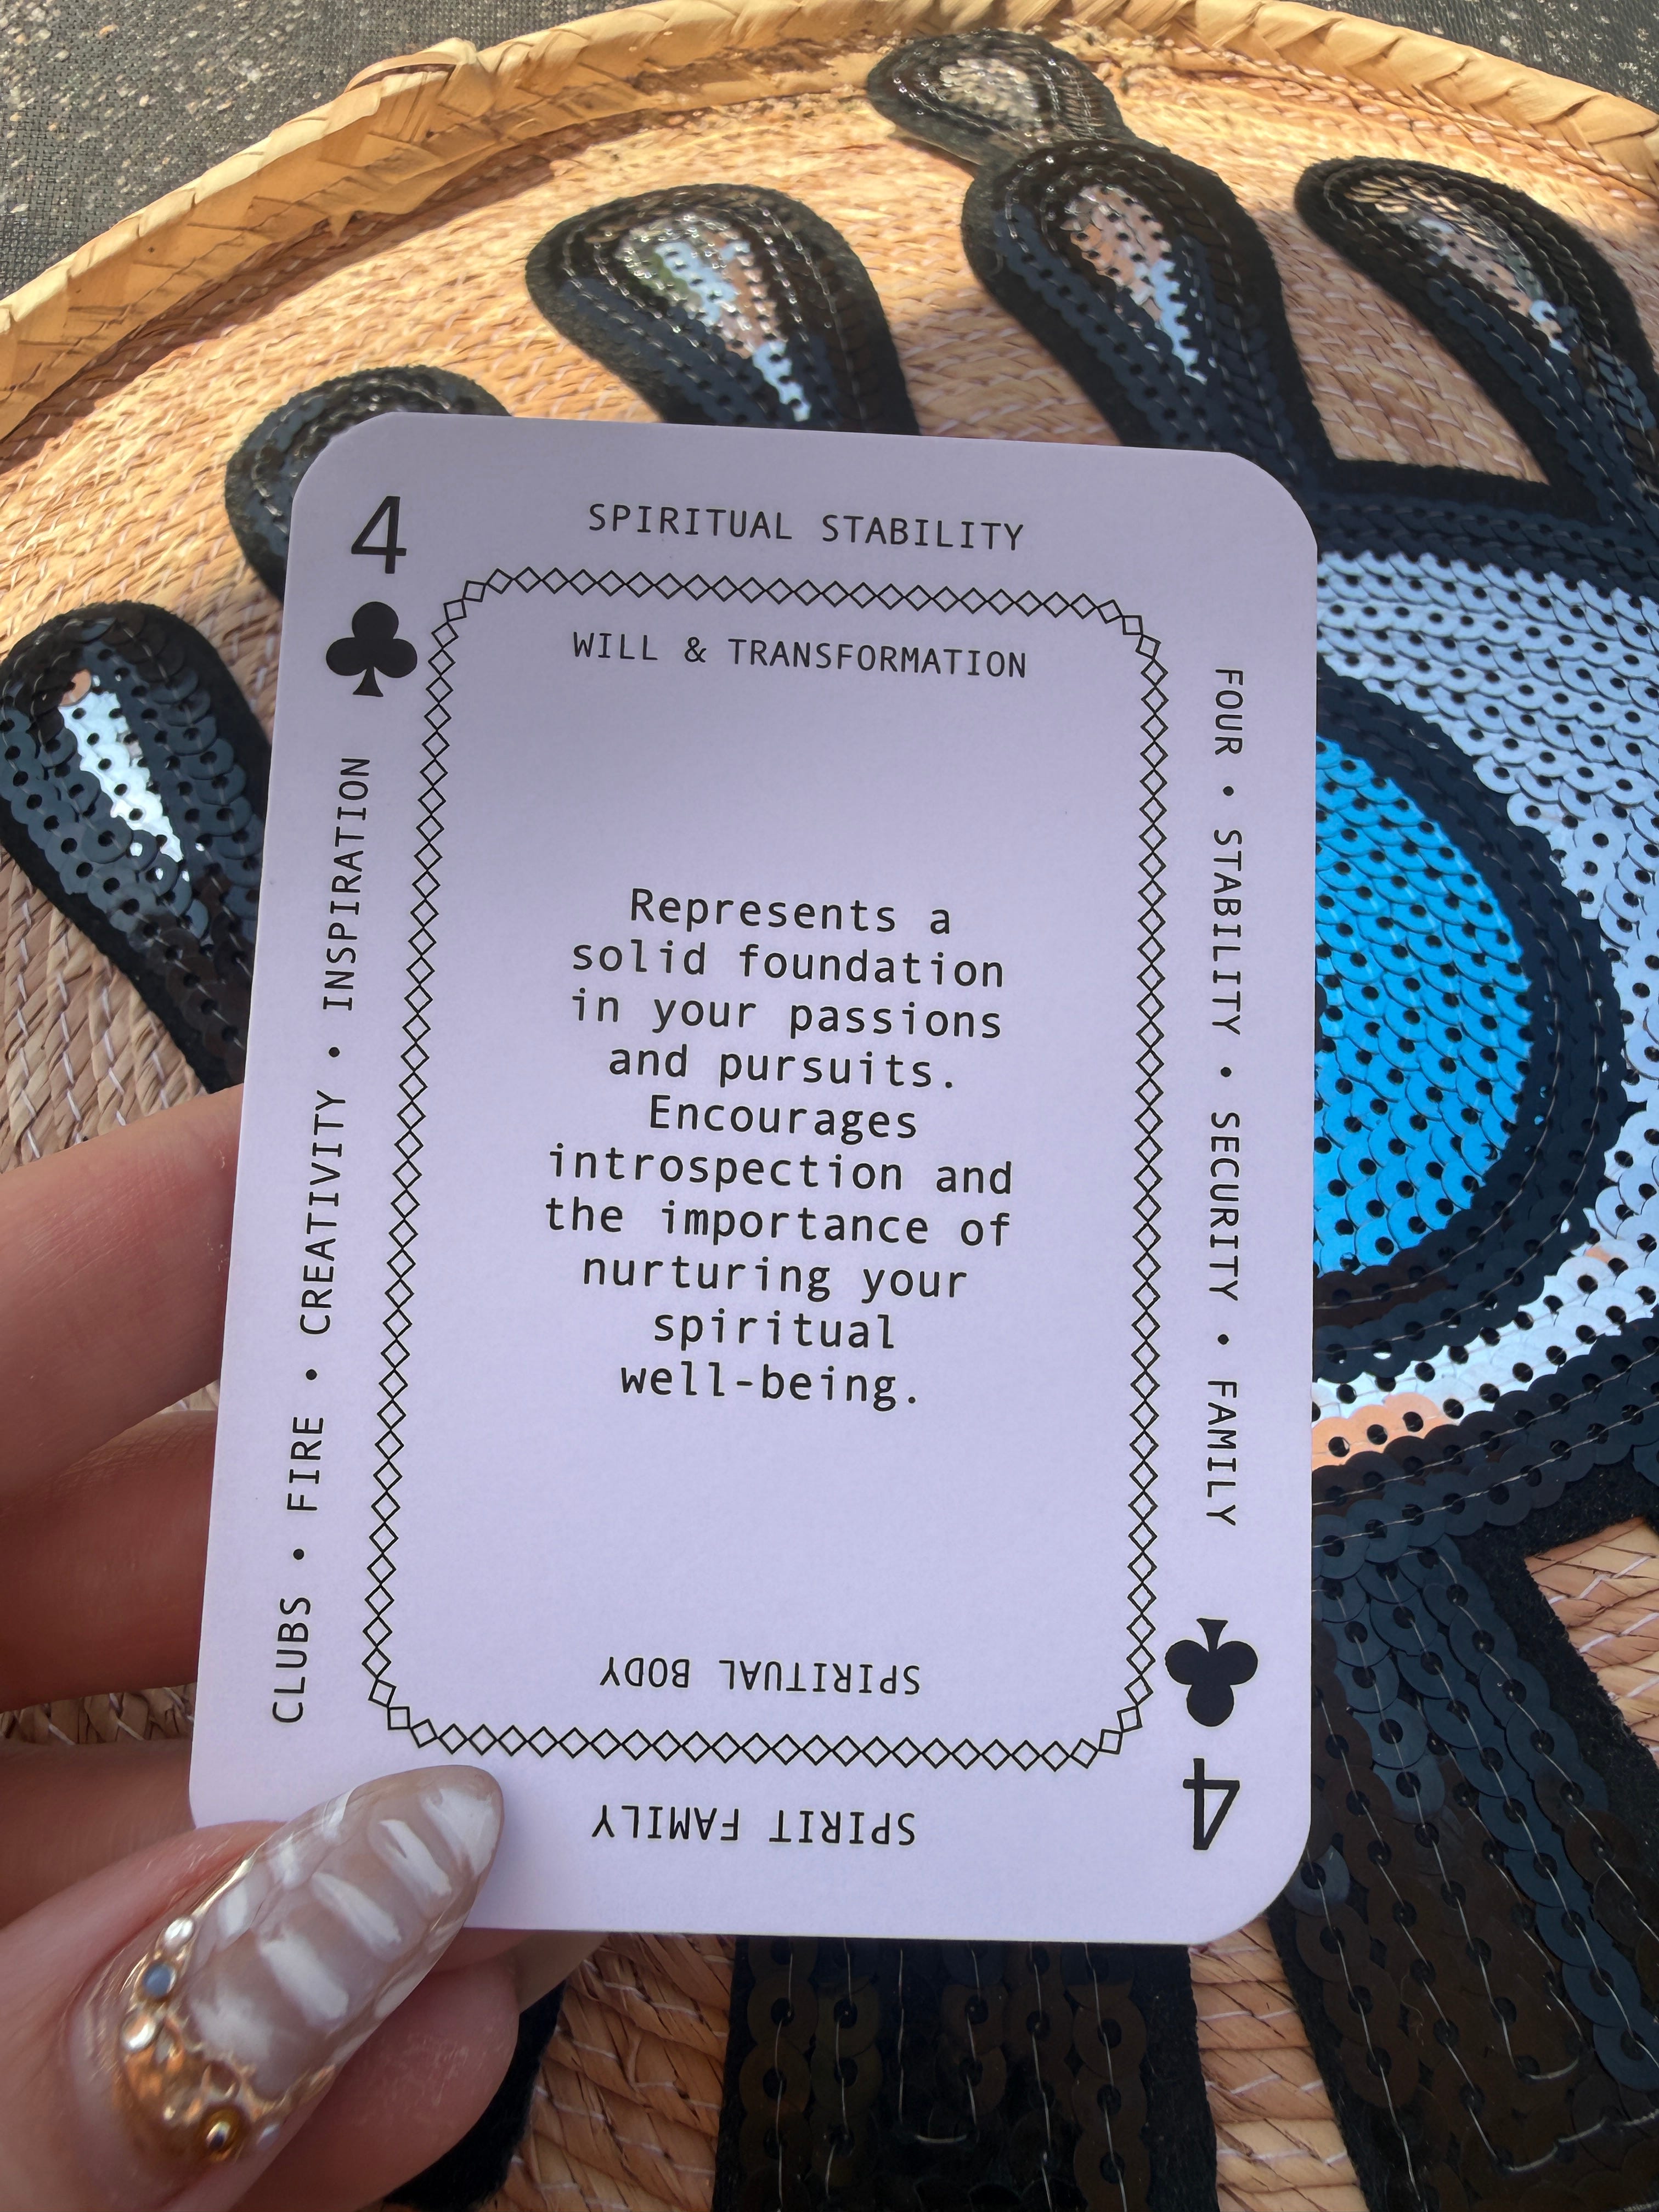 4
SPIRITUAL STABILITY
WILL & TRANSFORMATION
CLUBS • FIRE • CREATIVITY • INSPIRATION
FOUR • STABILITY • SECURITY • FAMILY
Represents a
solid foundation
in your passions
and pursuits.
Encourages
introspection and
the importance of
nurturing your
spiritual
well-being.
SPIRITUAL BODY
SPIRIT FAMILY
4